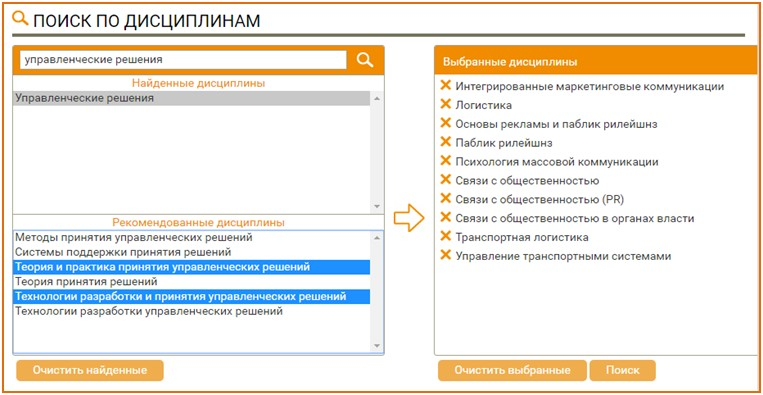 ПОИСК ПО ДИСЦИПЛИНАМ
управленческие решения
Найденные дисциплины
Управленческие решения
Рекомендованные дисциплины
Методы принятия управленческих решений
Системы поддержки принятия решений
Теория и практика принятия управленческих решений
Теория принятия решений
Технологии разработки и принятия управленческих решений
Технологии разработки управленческих решений
Очистить найденные
Выбранные дисциплины
Интегрированные маркетинговые коммуникации
Логистика
Основы рекламы и паблик рилейшнз
Паблик рилейшнз
Психология массовой коммуникации
Связи с общественностью
Связи с общественностью (PR)
Связи с общественностью в органах власти
Транспортная логистика
Управление транспортными системами
Очистить выбранные
Поиск